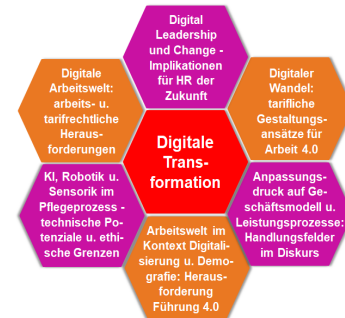 Digital
Leadership
und Change -
Implikationen
für HR der
Zukunft
Digitale
Arbeitswelt:
arbeits- u.
tarifrechtliche
Heraus-
forderungen
Digitaler
Wandel:
tarifliche
Gestaltungs-
ansätze für
Arbeit 4.0
Digitale
Trans-
formation
KI, Robotik u.
Sensorik im
Pflegeprozess -
technische Po-
tenziale u. ethi-
sche Grenzen
Anpassungs-
druck auf Ge-
schäftsmodell u.
Leistungsprozesse:
Handlungsfelder
im Diskurs
Arbeitswelt im
Kontext Digitali-
sierung u. Demo-
grafie: Heraus-
forderung
Führung 4.0